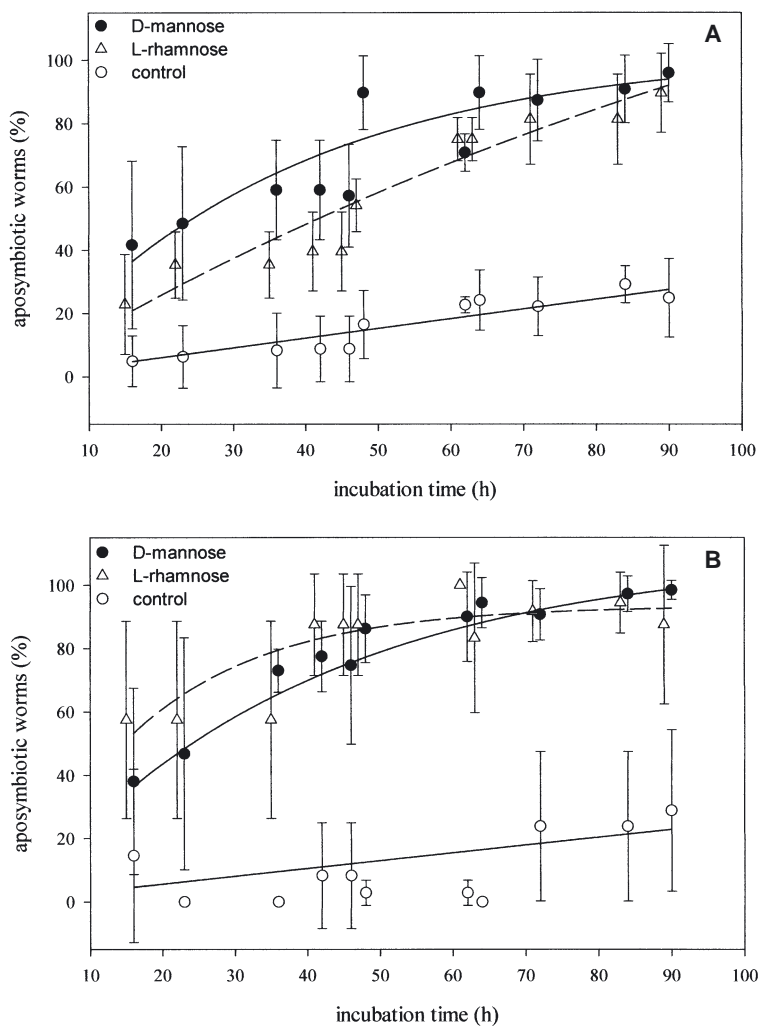 D-mannose
L-rhamnose
control
A
100
80
60
40
20
0
aposymbiotic worms (%)
10 20 30 40 50 60 70 80 90 100
incubation time (h)
D-mannose
L-rhamnose
control
B
100
80
60
40
20
0
aposymbiotic worms (%)
10 20 30 40 50 60 70 80 90 100
incubation time (h)